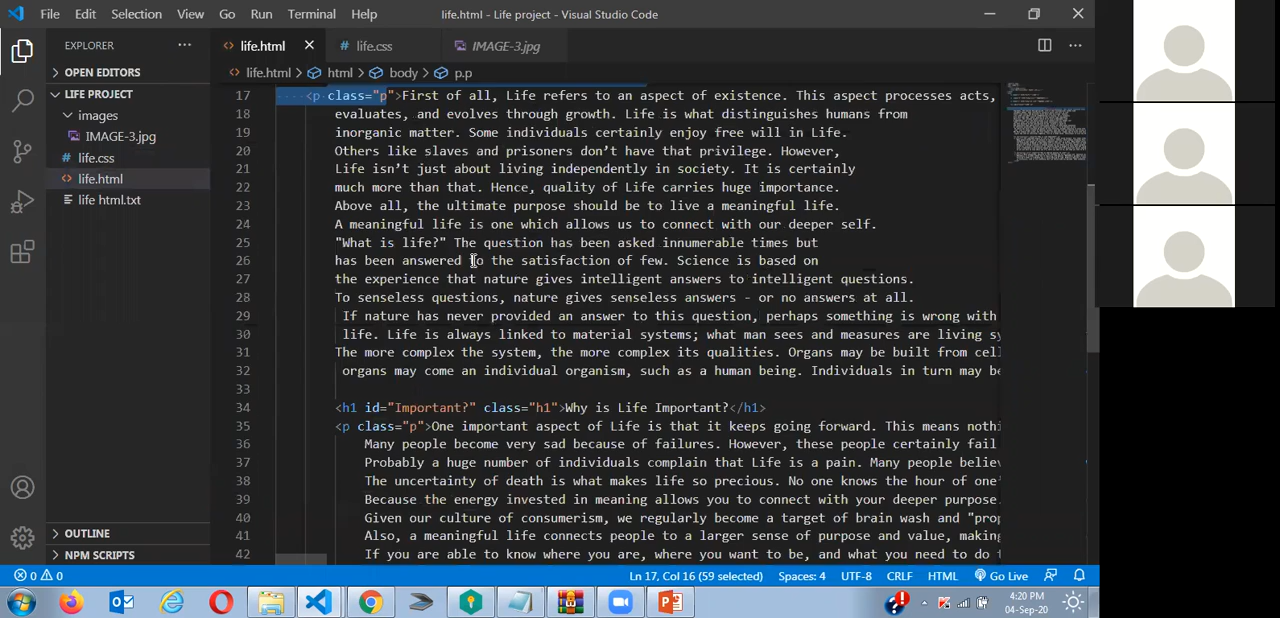 File Edit Selection View Go Run Terminal Help life.html - Life project - Visual Studio Code
EXPLORER
life.html
life.css
IMAGE-3.jpg
OPEN EDITORS
life.html html body p.p
LIFE PROJECT
images
IMAGE-3.jpg
life.css
life.html
life html.txt
17 <p class="p">First of all, Life refers to an aspect of existence. This aspect processes acts,
18 evaluates, and evolves through growth. Life is what distinguishes humans from
19 inorganic matter. Some individuals certainly enjoy free will in Life.
20 Others like slaves and prisoners don’t have that privilege. However,
21 Life isn’t just about living independently in society. It is certainly
22 much more than that. Hence, quality of Life carries huge importance.
23 Above all, the ultimate purpose should be to live a meaningful life.
24 A meaningful life is one which allows us to connect with our deeper self.
25 "What is life?" The question has been asked innumerable times but
26 has been answered to the satisfaction of few. Science is based on
27 the experience that nature gives intelligent answers to intelligent questions.
28 To senseless questions, nature gives senseless answers - or no answers at all.
29 If nature has never provided an answer to this question, perhaps something is wrong with
30 life. Life is always linked to material systems; what man sees and measures are living sy
31 The more complex the system, the more complex its qualities. Organs may be built from cel
32 organs may come an individual organism, such as a human being. Individuals in turn may be
33
34 <h1 id="Important?" class="h1">Why is Life Important?</h1>
35 <p class="p">One important aspect of Life is that it keeps going forward. This means nothi
36 Many people become very sad because of failures. However, these people certainly fail
37 Probably a huge number of individuals complain that Life is a pain. Many people believ
38 The uncertainty of death is what makes life so precious. No one knows the hour of one'
39 Because the energy invested in meaning allows you to connect with your deeper purpose.
40 Given our culture of consumerism, we regularly become a target of brain wash and "prop
41 Also, a meaningful life connects people to a larger sense of purpose and value, making
42 If you are able to know where you are, where you want to be, and what you need to do t
OUTLINE
NPM SCRIPTS
0 0 Ln 17, Col 16 (59 selected) Spaces: 4 UTF-8 CRLF HTML Go Live
4:20 PM
04-Sep-20